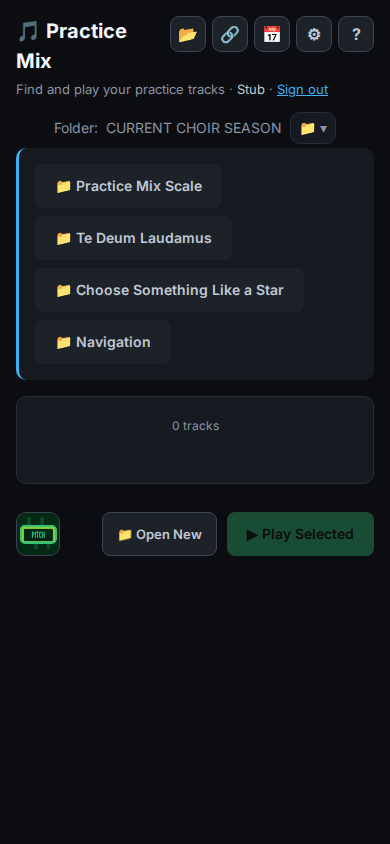 🎵 Practice
Mix
📂 🔗 📅 ⚙ ?
Find and play your practice tracks · Stub · Sign out
Folder: CURRENT CHOIR SEASON 📁 ▾
📁 Practice Mix Scale
📁 Te Deum Laudamus
📁 Choose Something Like a Star
📁 Navigation
0 tracks
PITCH
📁 Open New
▶ Play Selected